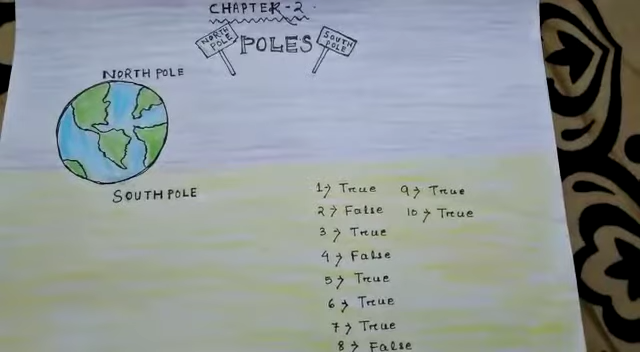 CHAPTER-2
NORTH POLE
POLES
SOUTH POLE
NORTH POLE
SOUTH POLE
1) True 9) True
2) False 10) True
3) True
4) False
5) True
6) True
7) True
8) False